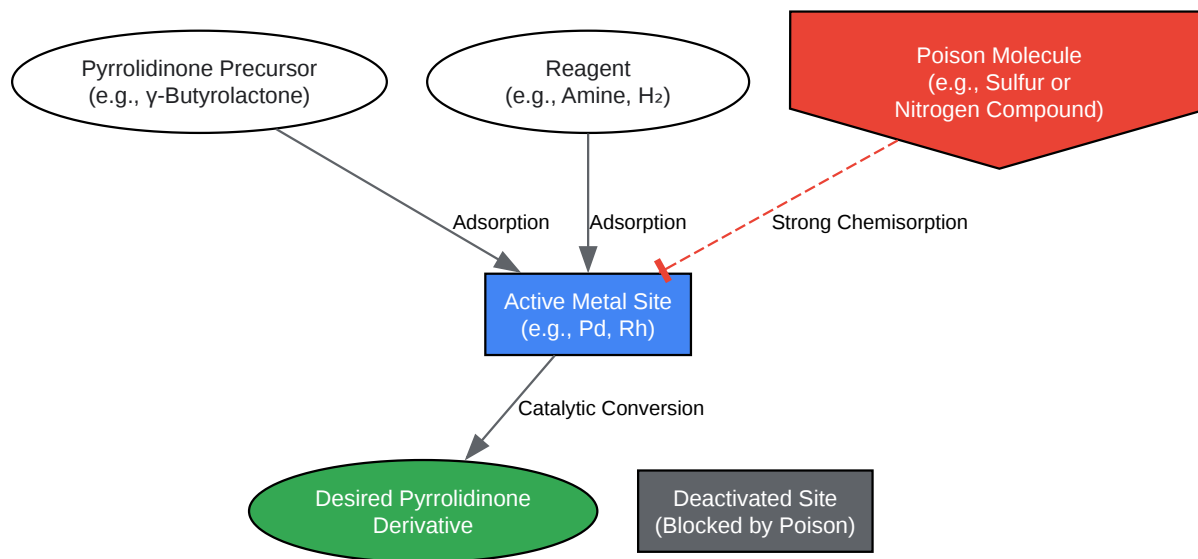 Pyrrolidinone Precursor
(e.g., γ-Butyrolactone)
Reagent
(e.g., Amine, H₂)
Poison Molecule
(e.g., Sulfur or
Nitrogen Compound)
Adsorption
Adsorption
Strong Chemisorption
Active Metal Site
(e.g., Pd, Rh)
Catalytic Conversion
Desired Pyrrolidinone
Derivative
Deactivated Site
(Blocked by Poison)